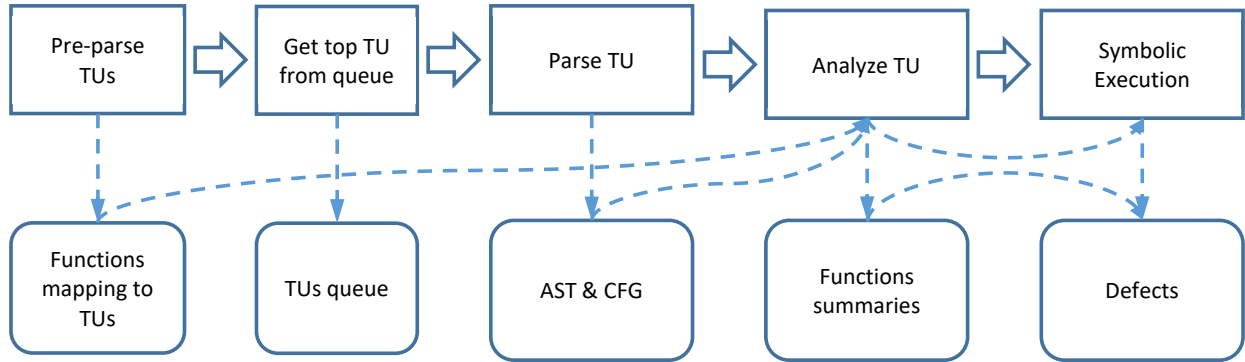 Pre-parse
TUs
Get top TU
from queue
Parse TU
Analyze TU
Symbolic
Execution
Functions
mapping to
TUs
TUs queue
AST & CFG
Functions
summaries
Defects